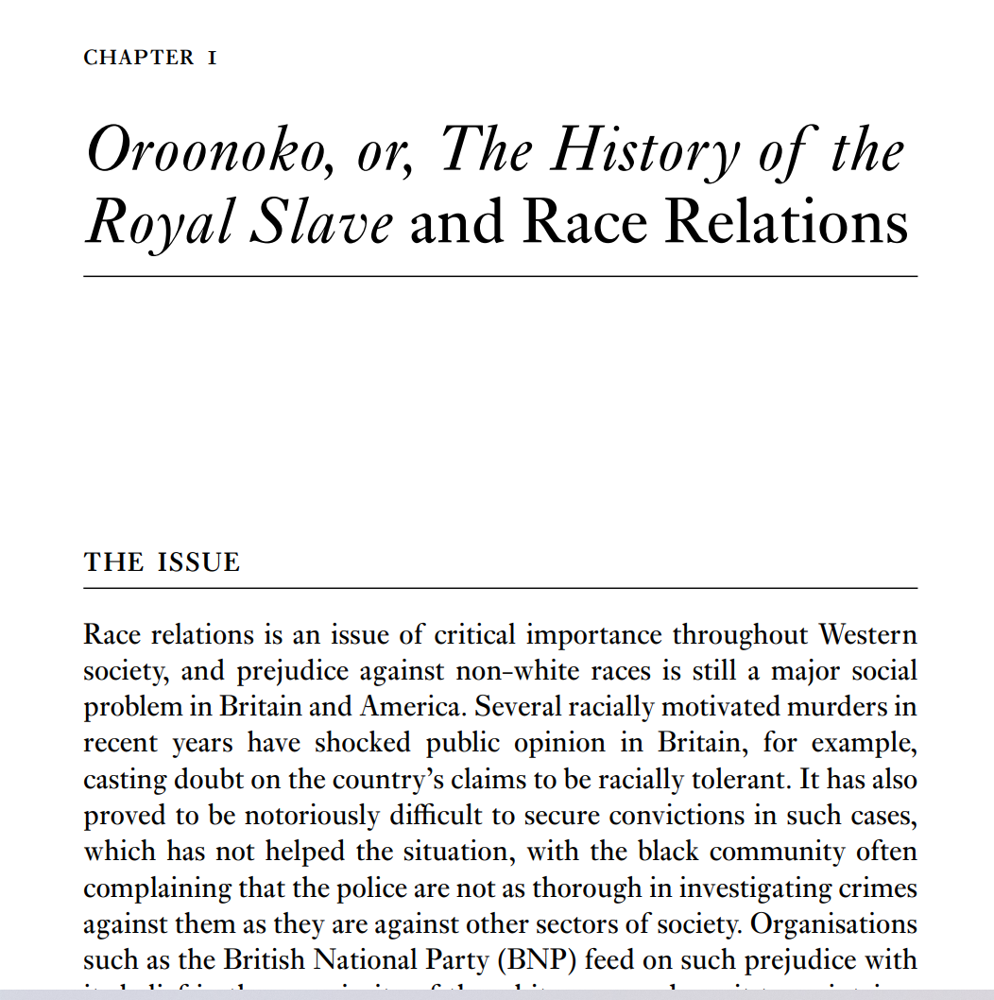 CHAPTER I
Oroonoko, or, The History of the
Royal Slave and Race Relations
THE ISSUE
Race relations is an issue of critical importance throughout Western
society, and prejudice against non-white races is still a major social
problem in Britain and America. Several racially motivated murders in
recent years have shocked public opinion in Britain, for example,
casting doubt on the country’s claims to be racially tolerant. It has also
proved to be notoriously difficult to secure convictions in such cases,
which has not helped the situation, with the black community often
complaining that the police are not as thorough in investigating crimes
against them as they are against other sectors of society. Organisations
such as the British National Party (BNP) feed on such prejudice with